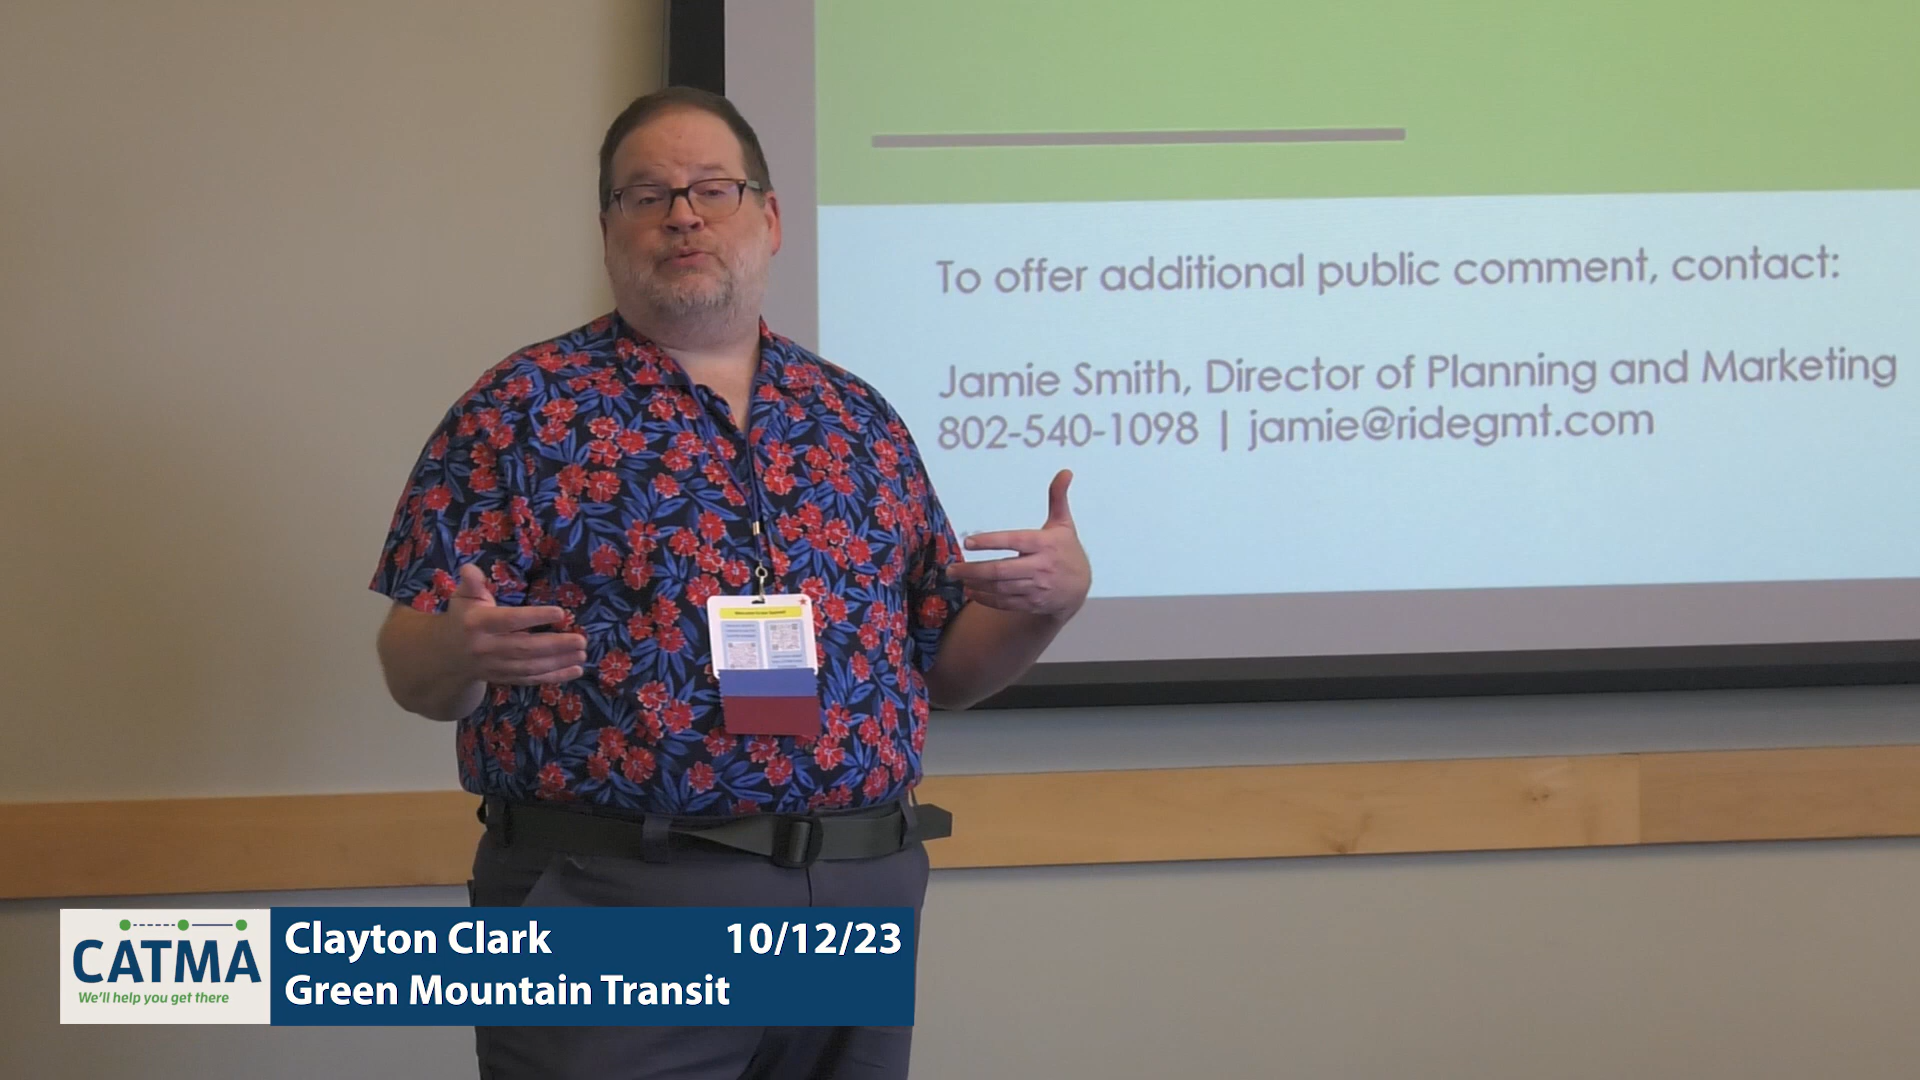 To offer additional public comment, contact:
Jamie Smith, Director of Planning and Marketing
802-540-1098 | jamie@ridegmt.com
CATMA
We'll help you get there
Clayton Clark 10/12/23
Green Mountain Transit